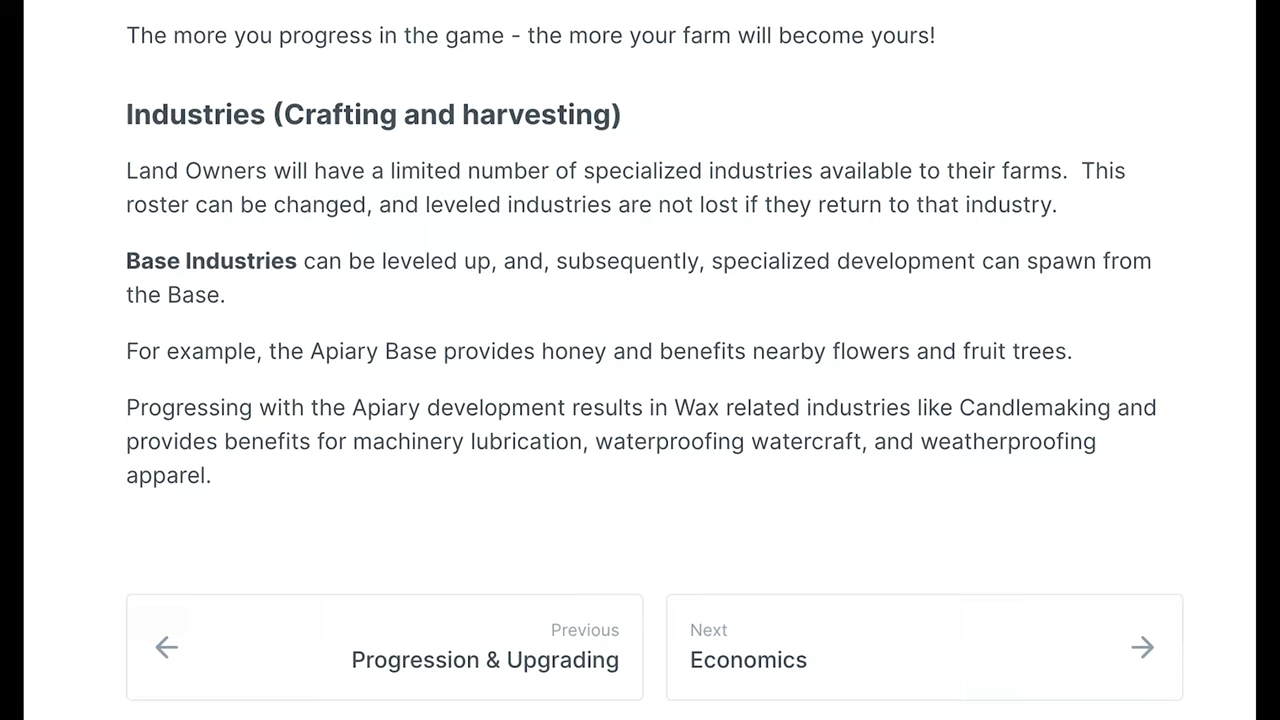 The more you progress in the game - the more your farm will become yours!
Industries (Crafting and harvesting)
Land Owners will have a limited number of specialized industries available to their farms.  This
roster can be changed, and leveled industries are not lost if they return to that industry.
Base Industries can be leveled up, and, subsequently, specialized development can spawn from
the Base.
For example, the Apiary Base provides honey and benefits nearby flowers and fruit trees.
Progressing with the Apiary development results in Wax related industries like Candlemaking and
provides benefits for machinery lubrication, waterproofing watercraft, and weatherproofing
apparel.
Previous
Progression & Upgrading
Next
Economics